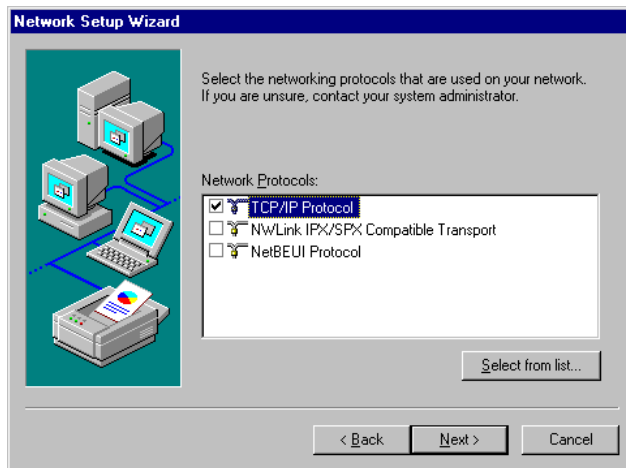 Network Setup Wizard
Select the networking protocols that are used on your network.
If you are unsure, contact your system administrator.
Network Protocols:
TCP/IP Protocol
NWLink IPX/SPX Compatible Transport
NetBEUI Protocol
Select from list...
< Back
Next >
Cancel